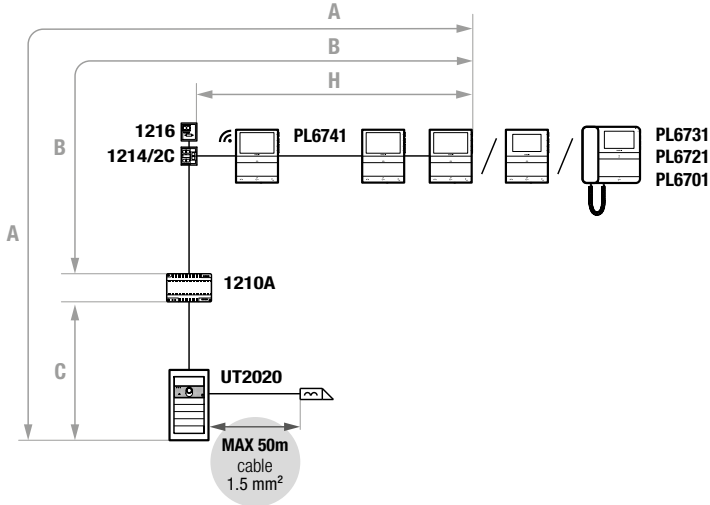 A
B
H
1216
1214/2C
PL6741
PL6731
PL6721
PL6701
B
A
1210A
C
UT2020
MAX 50m
cable
1.5 mm²